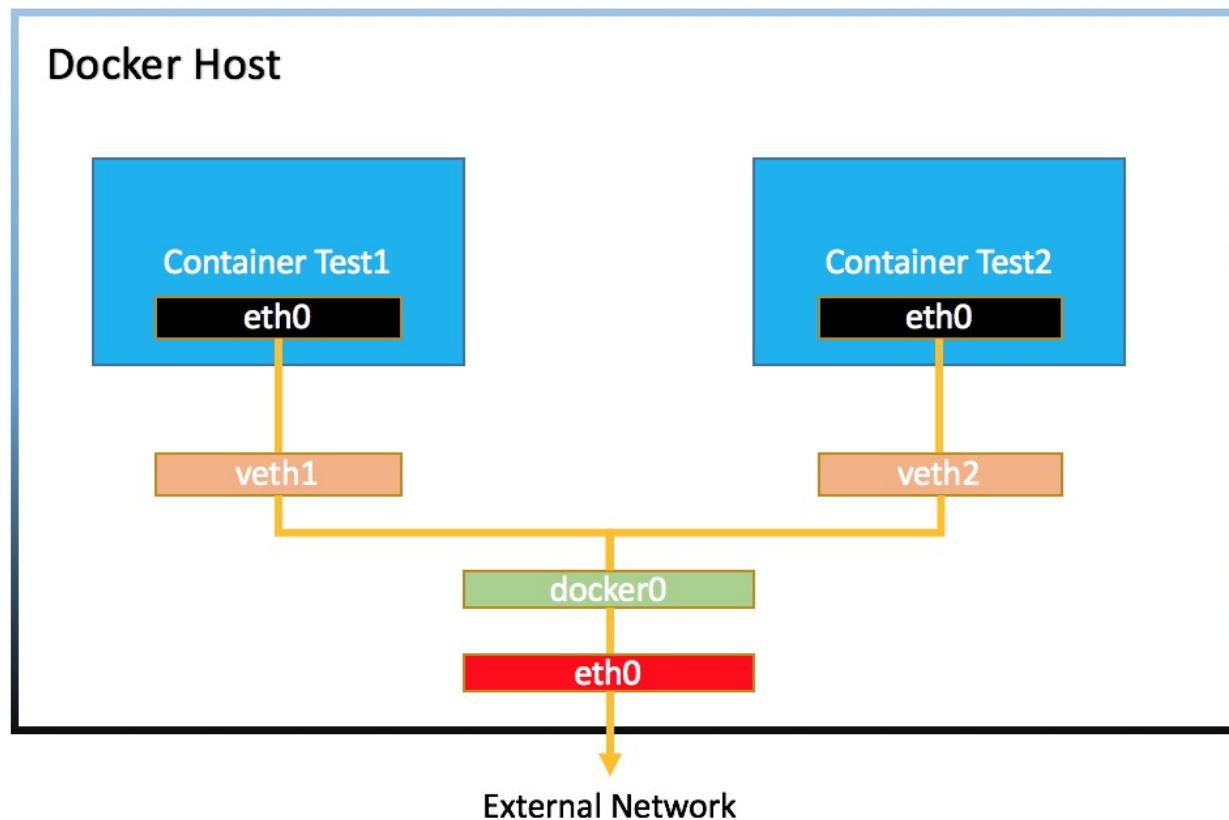 Docker Host
Container Test1
eth0
Container Test2
eth0
veth1
veth2
docker0
eth0
External Network